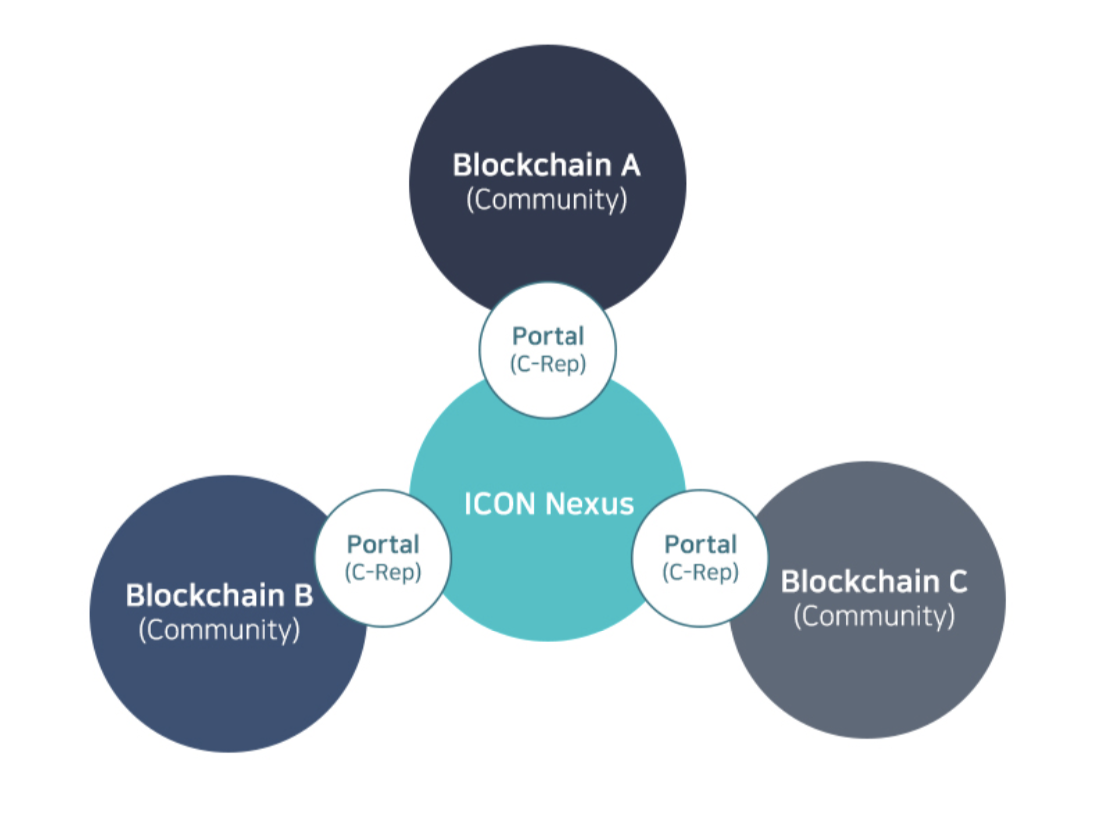 Blockchain A
(Community)
Portal
(C-Rep)
ICON Nexus
Portal
(C-Rep)
Portal
(C-Rep)
Blockchain B
(Community)
Blockchain C
(Community)